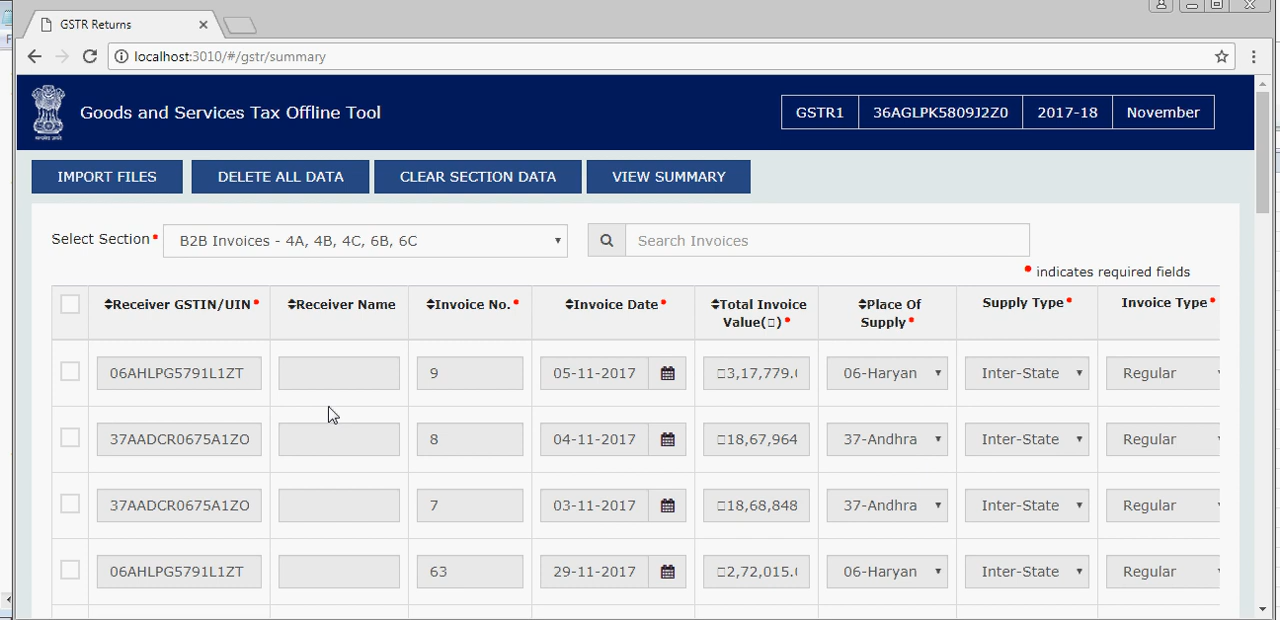 GSTR Returns
localhost:3010/#/gstr/summary
Goods and Services Tax Offline Tool
GSTR1 36AGLPK5809J2Z0 2017-18 November
IMPORT FILES DELETE ALL DATA CLEAR SECTION DATA VIEW SUMMARY
Select Section• B2B Invoices - 4A, 4B, 4C, 6B, 6C Search Invoices
• indicates required fields
Receiver GSTIN/UIN• Receiver Name Invoice No.• Invoice Date• Total Invoice Value(▯)• Place Of Supply• Supply Type• Invoice Type•
06AHLPG5791L1ZT 9 05-11-2017 ▯3,17,779.( 06-Haryan Inter-State Regular
37AADCR0675A1ZO 8 04-11-2017 ▯18,67,964 37-Andhra Inter-State Regular
37AADCR0675A1ZO 7 03-11-2017 ▯18,68,848 37-Andhra Inter-State Regular
06AHLPG5791L1ZT 63 29-11-2017 ▯2,72,015.( 06-Haryan Inter-State Regular